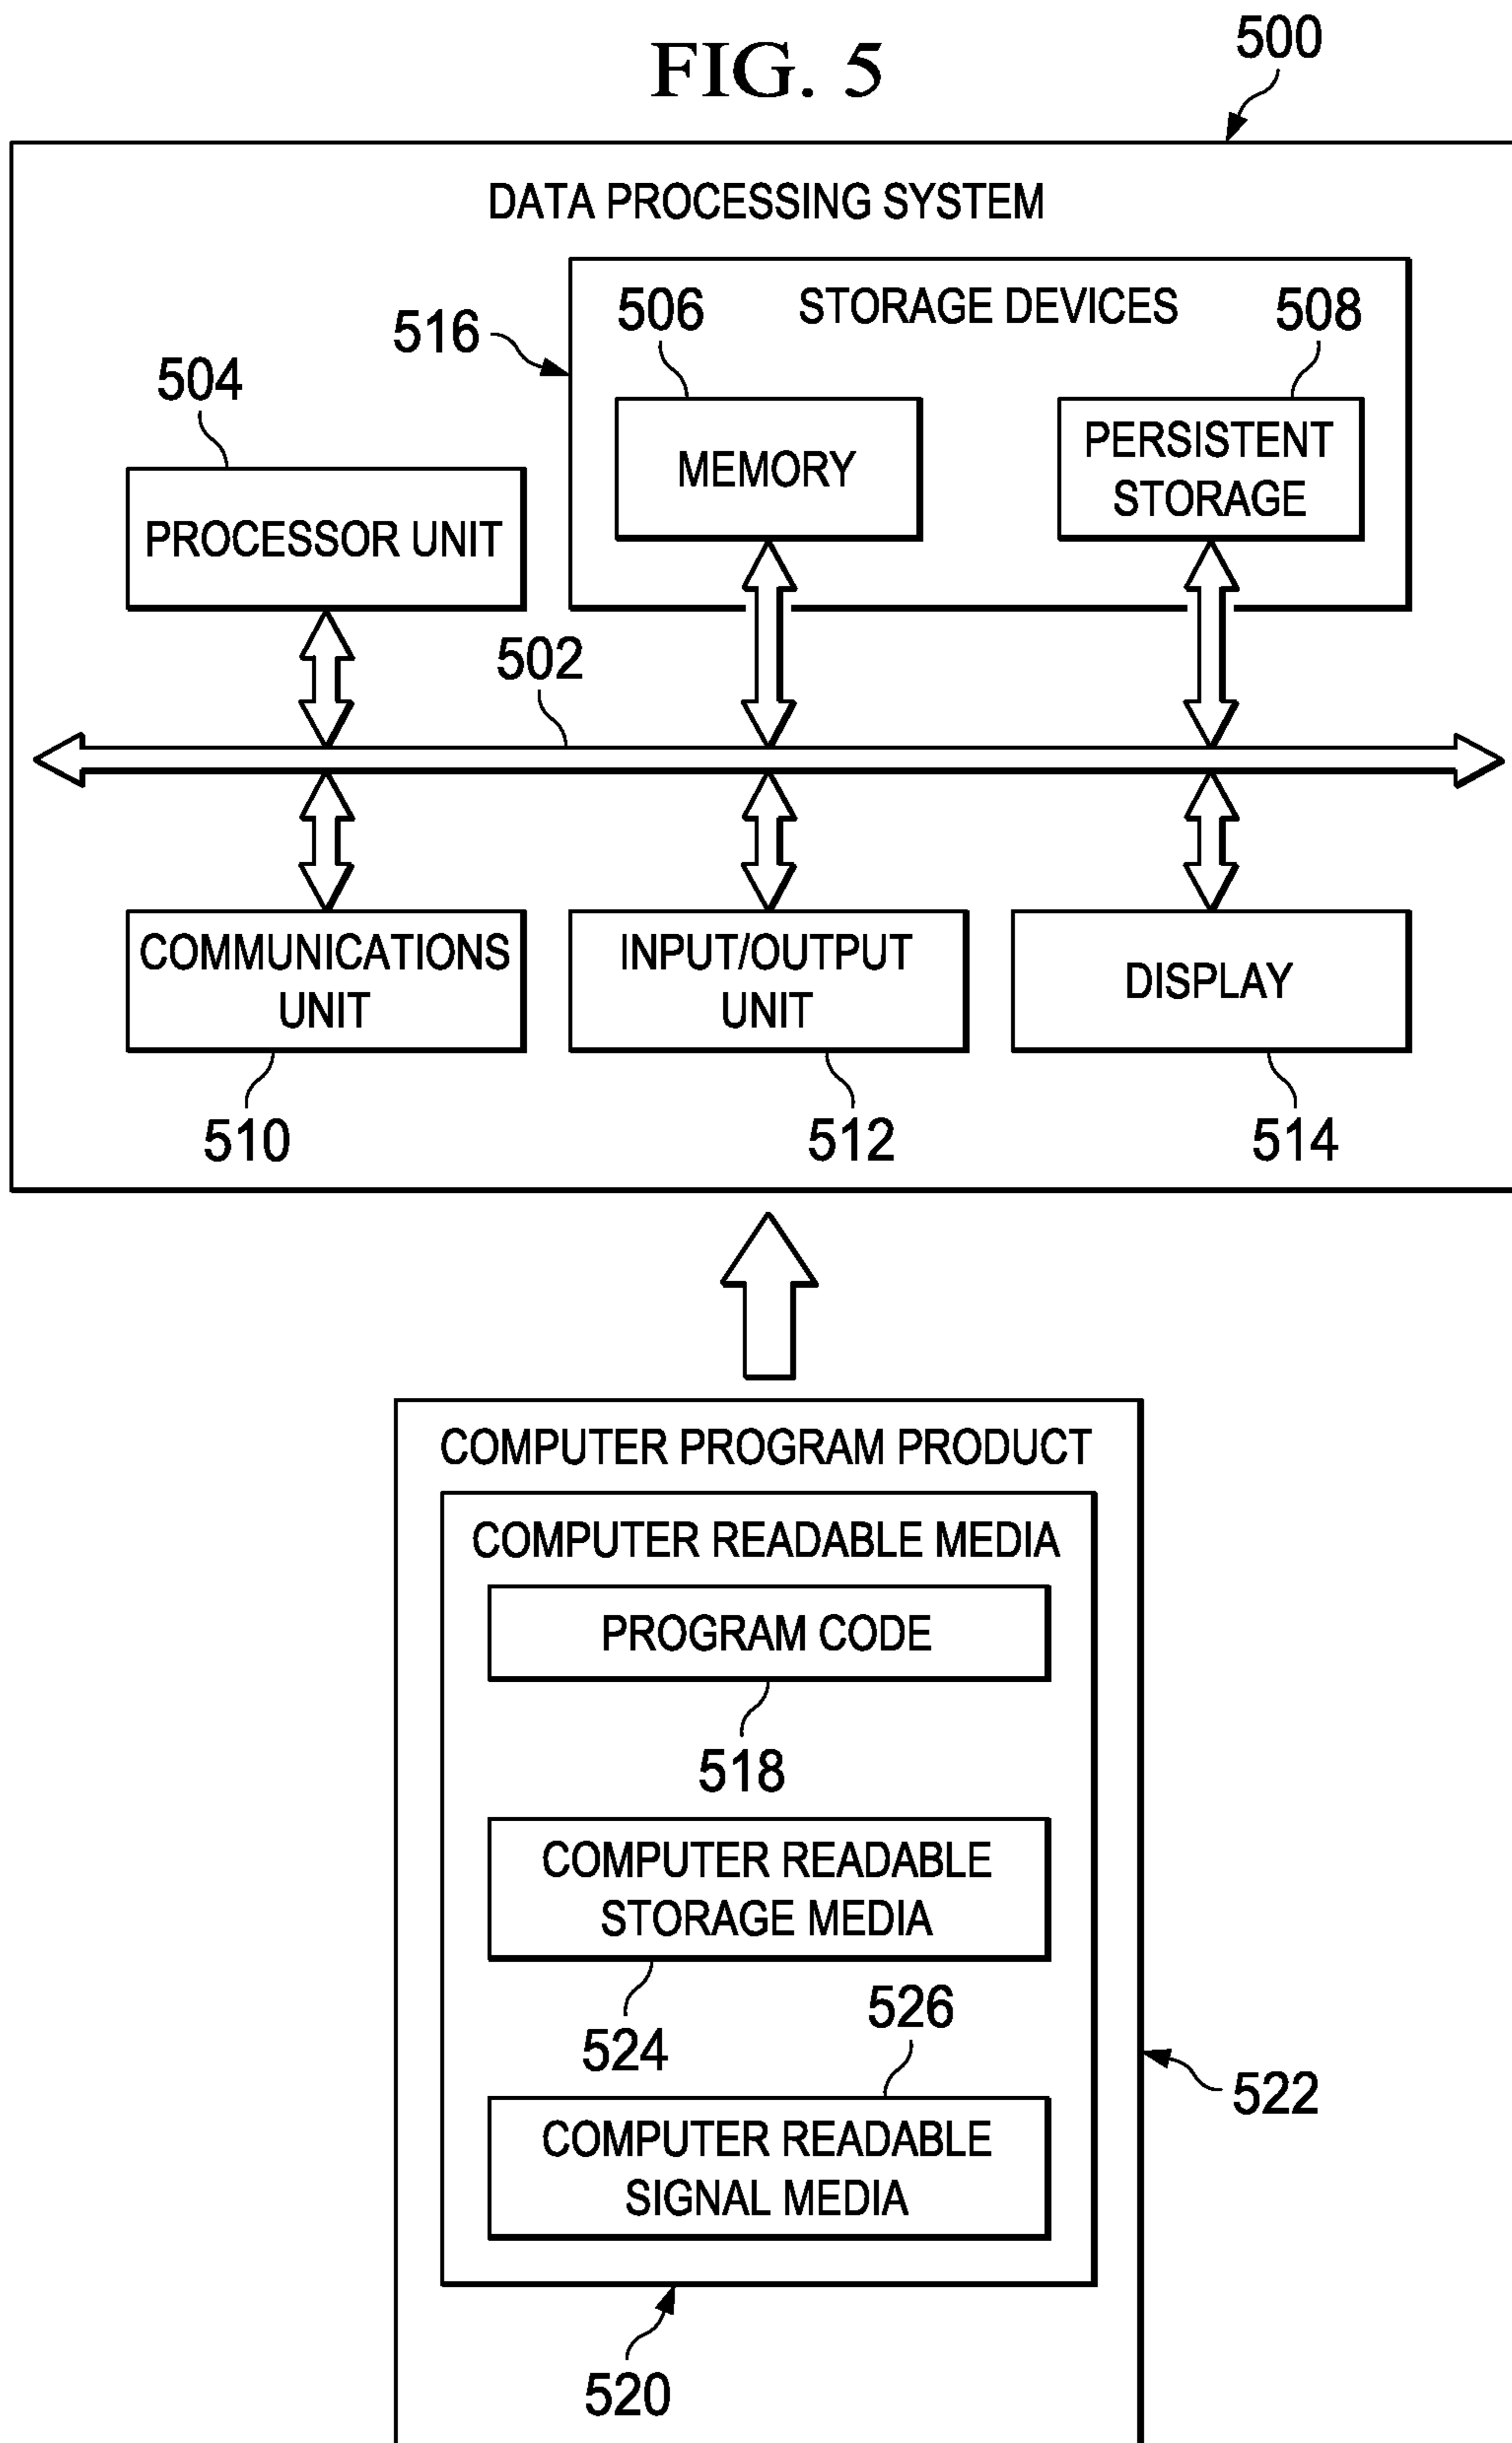 FIG. 5
500
DATA PROCESSING SYSTEM
516
506
STORAGE DEVICES
508
504
MEMORY
PERSISTENT
STORAGE
PROCESSOR UNIT
502
COMMUNICATIONS
UNIT
INPUT/OUTPUT
UNIT
DISPLAY
510
512
514
COMPUTER PROGRAM PRODUCT
COMPUTER READABLE MEDIA
PROGRAM CODE
518
COMPUTER READABLE
STORAGE MEDIA
524
526
COMPUTER READABLE
SIGNAL MEDIA
522
520